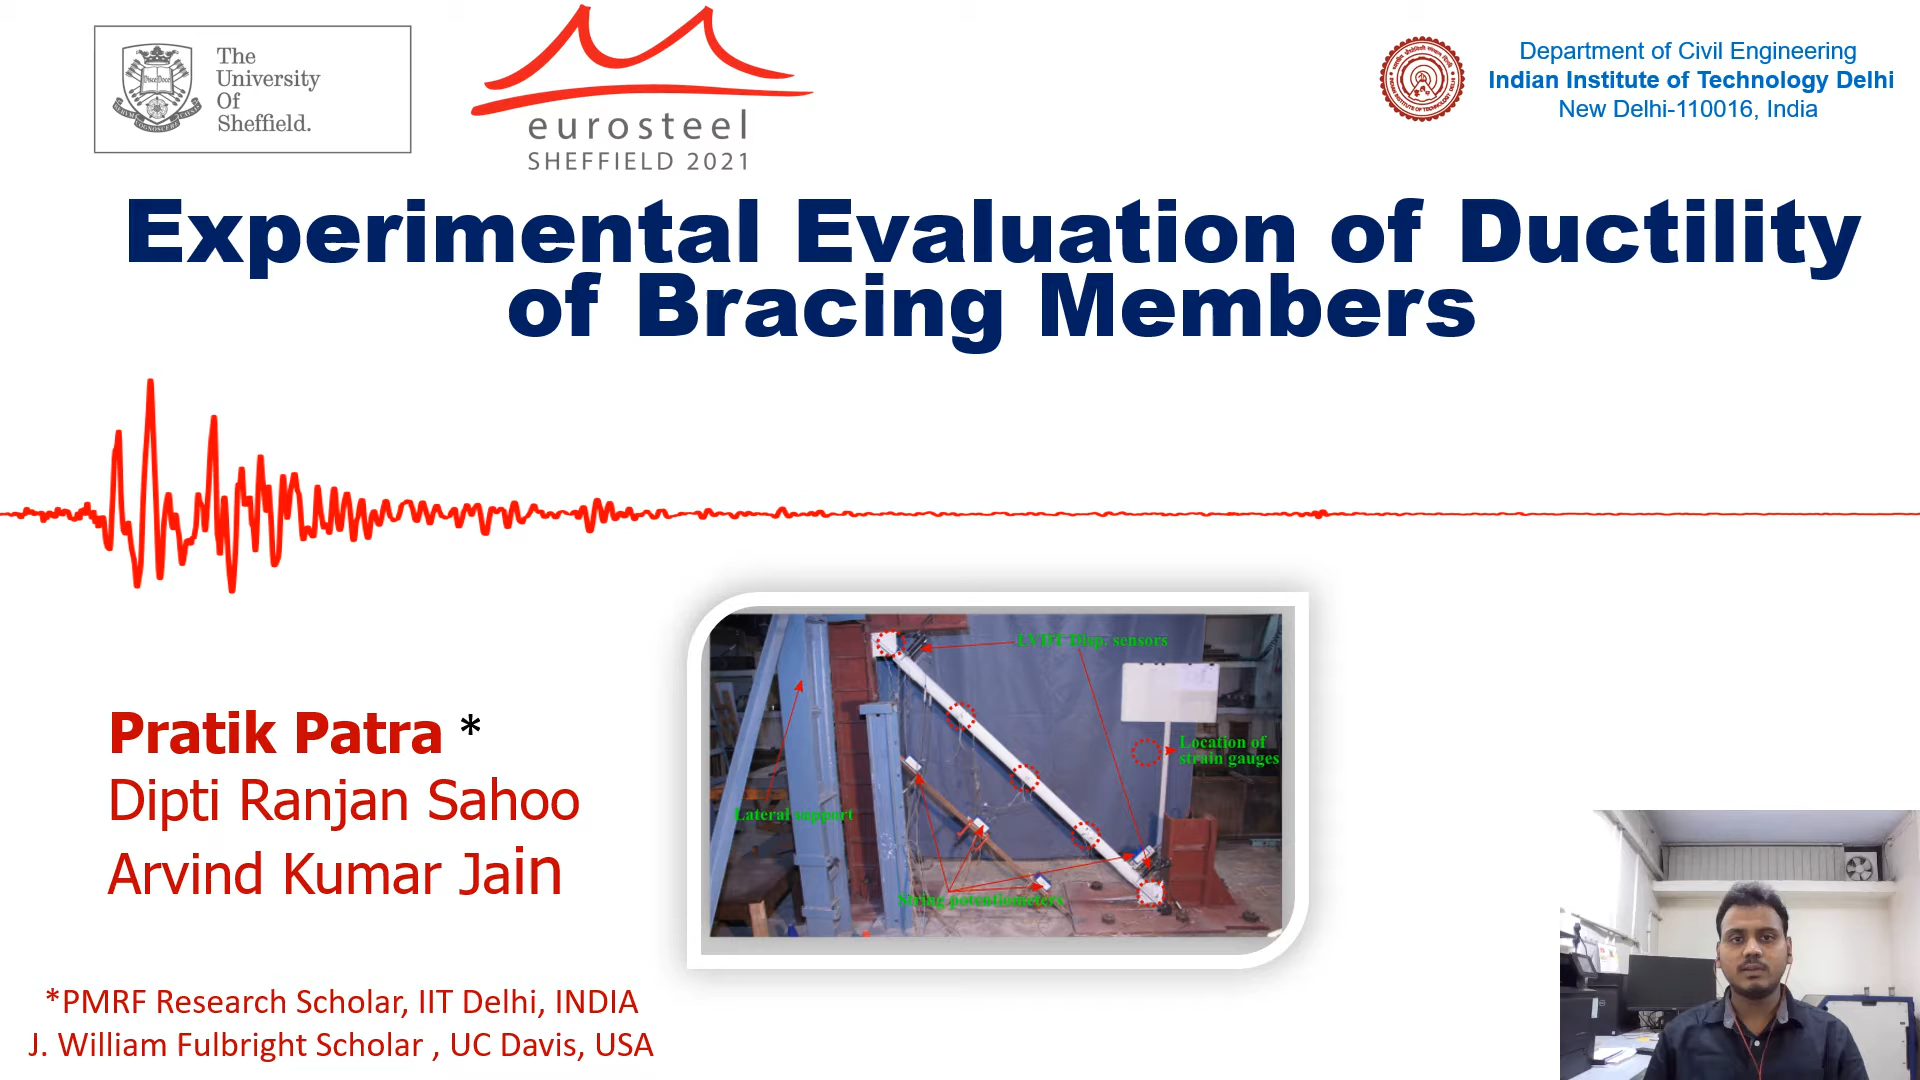 The
University
Of
Sheffield.
eurosteel
SHEFFIELD 2021
Department of Civil Engineering
Indian Institute of Technology Delhi
New Delhi-110016, India
Experimental Evaluation of Ductility
of Bracing Members
LVDT Disp. sensors
Location of
strain gauges
Lateral support
String potentiometers
Pratik Patra *
Dipti Ranjan Sahoo
Arvind Kumar Jain
*PMRF Research Scholar, IIT Delhi, INDIA
J. William Fulbright Scholar , UC Davis, USA